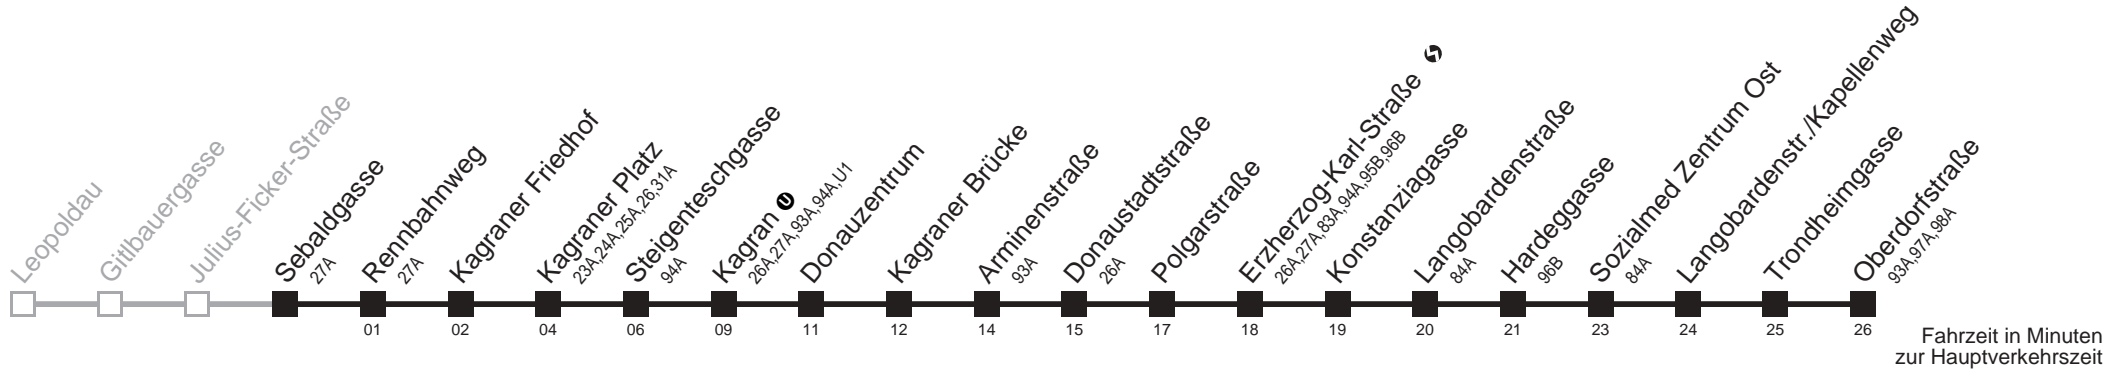 Leopoldau
Gitlbauergasse
Julius-Ficker-Straße
Sebaldgasse
27A
Rennbahnweg
27A
01
Kagraner Friedhof
02
Kagraner Platz
23A,24A,25A,26,31A
04
Steigenteschgasse
94A
06
Kagran U
26A,27A,93A,94A,U1
09
Donauzentrum
11
Kagraner Brücke
12
Arminenstraße
93A
14
Donaustadtstraße
26A
15
Polgarstraße
17
Erzherzog-Karl-Straße
26A,27A,83A,94A,95B,96B
18
Konstanziagasse
19
Langobardenstraße
84A
20
Hardeggasse
96B
21
Sozialmed Zentrum Ost
84A
23
Langobardenstr./Kapellenweg
24
Trondheimgasse
25
Oberdorfstraße
93A,97A,98A
26
Fahrzeit in Minuten
zur Hauptverkehrszeit